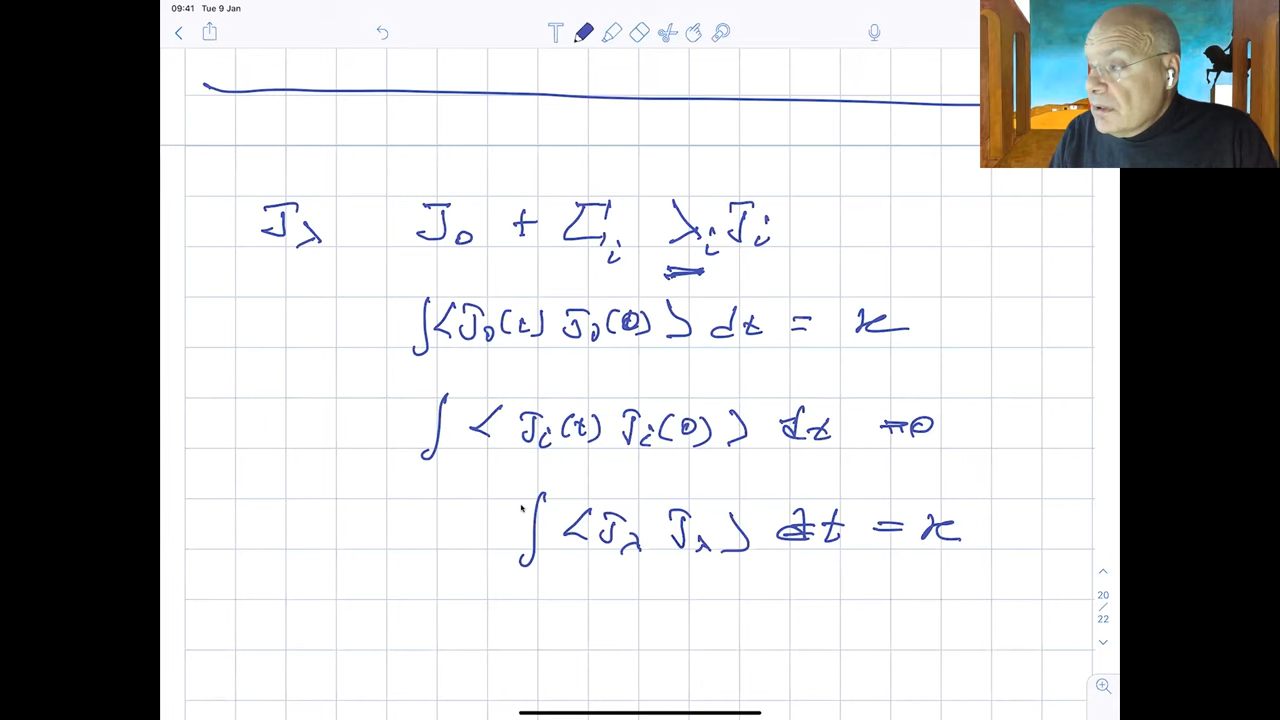 09:41 Tue 9 Jan
T
J_λ J_0 + Σ_i λ_i J_i
∫⟨J_0(t) J_0(0)⟩ dt = κ
∫ ⟨ J_i(t) J_i(0) ⟩ dt = 0
∫ ⟨J_λ J_λ⟩ dt = κ
20
/
22